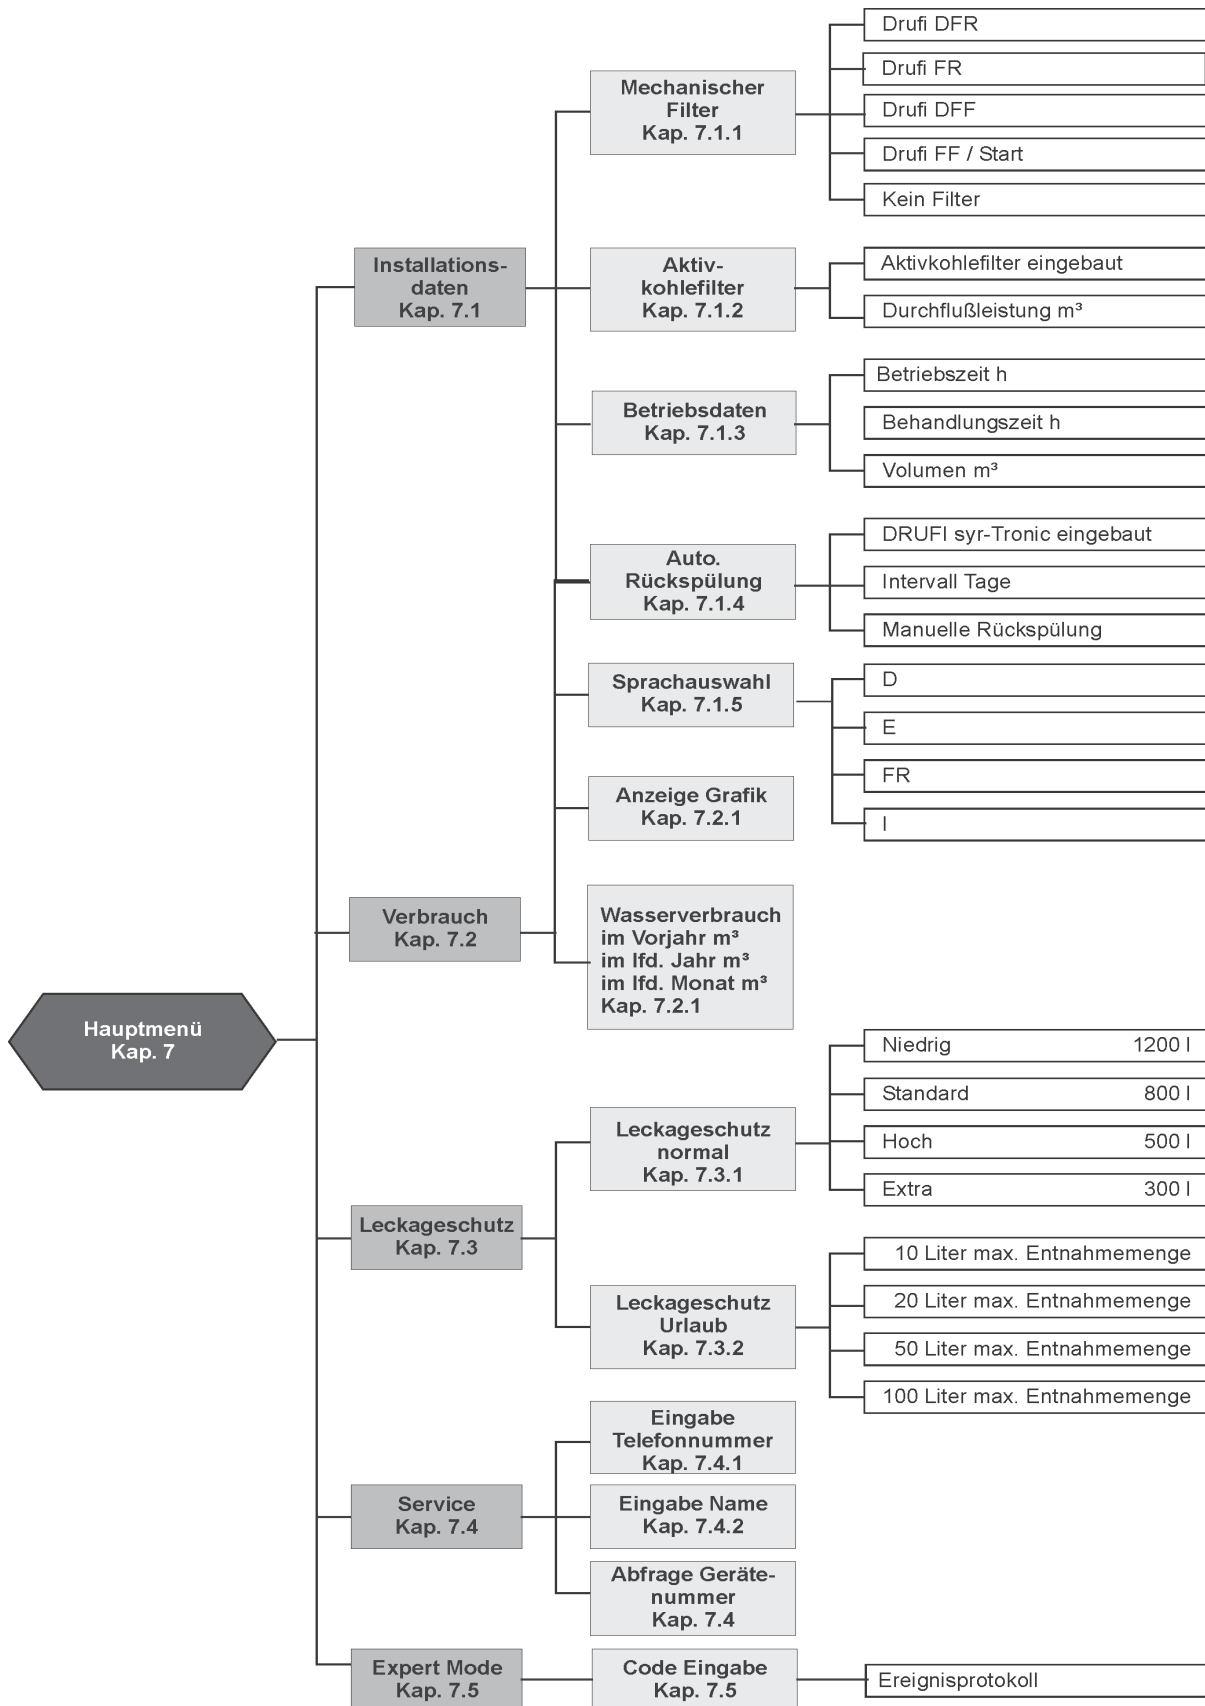 Drufi DFR
Drufi FR
Drufi DFF
Drufi FF / Start
Kein Filter
Mechanischer
Filter
Kap. 7.1.1
Installations-
daten
Kap. 7.1
Aktiv-
kohlefilter
Kap. 7.1.2
Aktivkohlefilter eingebaut
Durchflußleistung m³
Betriebsdaten
Kap. 7.1.3
Betriebszeit h
Behandlungszeit h
Volumen m³
Auto.
Rückspülung
Kap. 7.1.4
DRUFI syr-Tronic eingebaut
Intervall Tage
Manuelle Rückspülung
Sprachauswahl
Kap. 7.1.5
D
E
FR
I
Anzeige Grafik
Kap. 7.2.1
Verbrauch
Kap. 7.2
Wasserverbrauch
im Vorjahr m³
im lfd. Jahr m³
im lfd. Monat m³
Kap. 7.2.1
Hauptmenü
Kap. 7
Leckageschutz
Kap. 7.3
Leckageschutz
normal
Kap. 7.3.1
Niedrig 1200 l
Standard 800 l
Hoch 500 l
Extra 300 l
Leckageschutz
Urlaub
Kap. 7.3.2
10 Liter max. Entnahmemenge
20 Liter max. Entnahmemenge
50 Liter max. Entnahmemenge
100 Liter max. Entnahmemenge
Service
Kap. 7.4
Eingabe
Telefonnummer
Kap. 7.4.1
Eingabe Name
Kap. 7.4.2
Abfrage Geräte-
nummer
Kap. 7.4
Expert Mode
Kap. 7.5
Code Eingabe
Kap. 7.5
Ereignisprotokoll